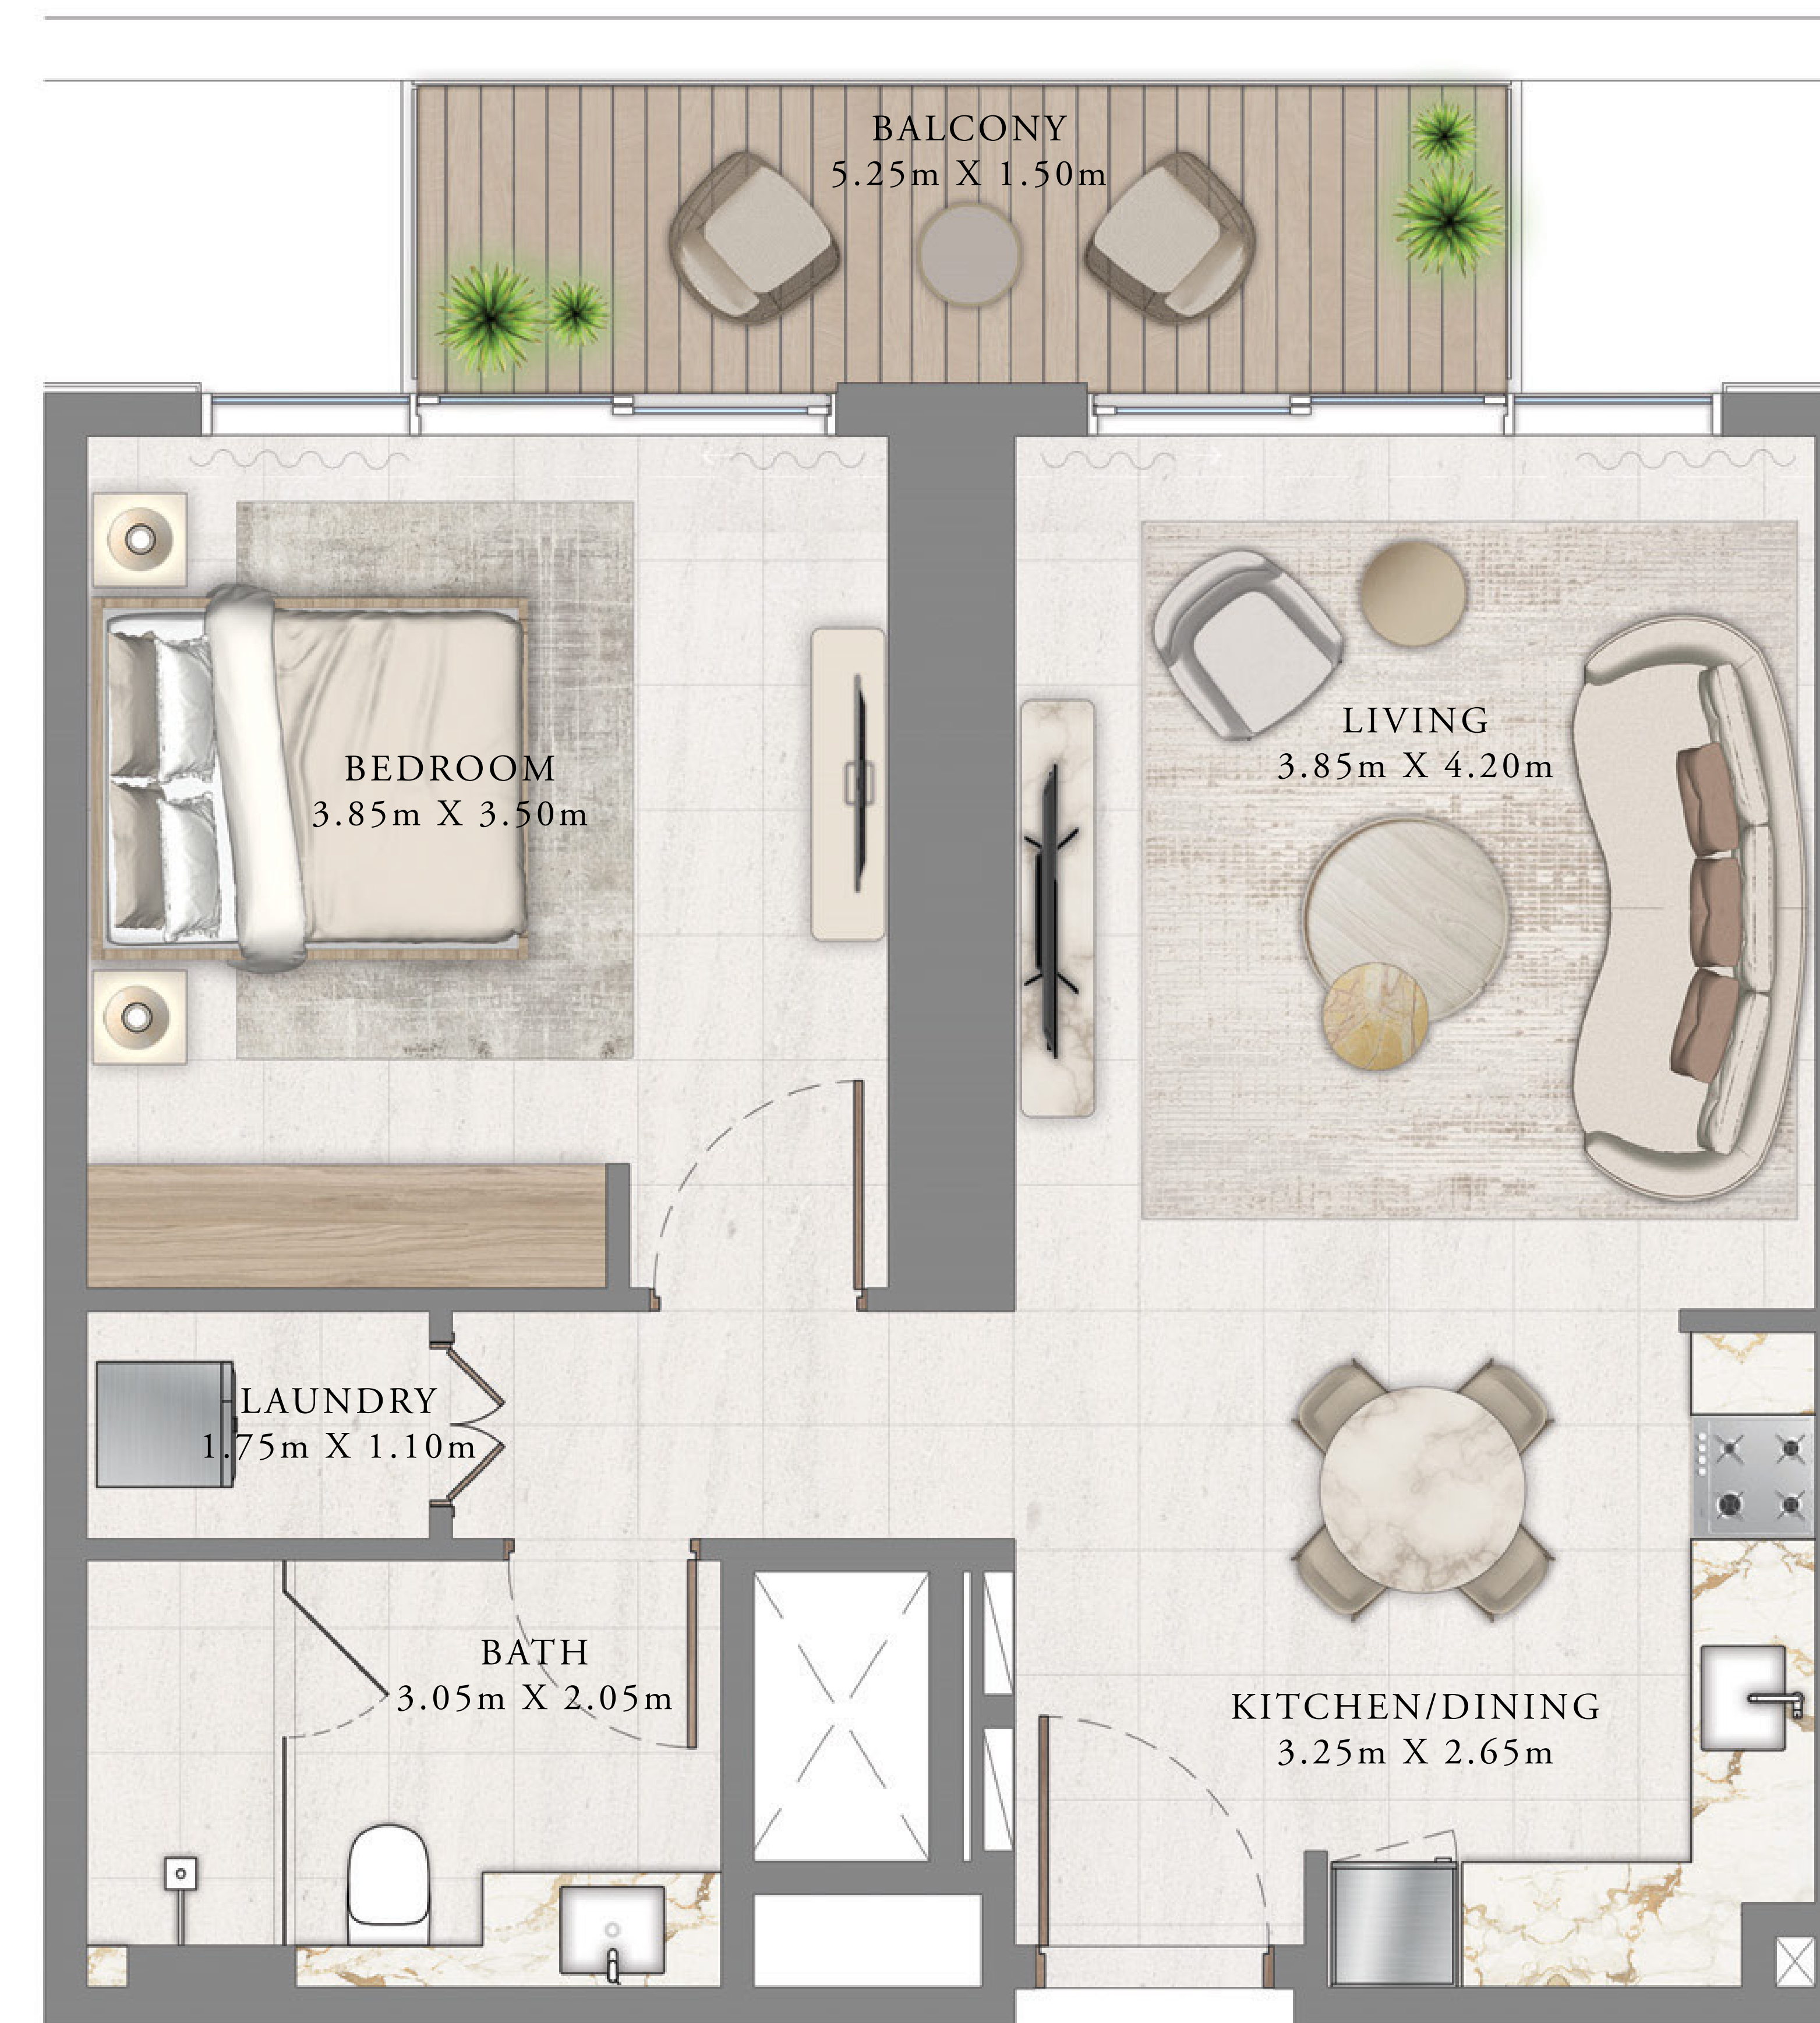 BALCONY
5.25m X 1.50m
BEDROOM
3.85m X 3.50m
LIVING
3.85m X 4.20m
LAUNDRY
1.75m X 1.10m
BATH
3.05m X 2.05m
KITCHEN/DINING
3.25m X 2.65m